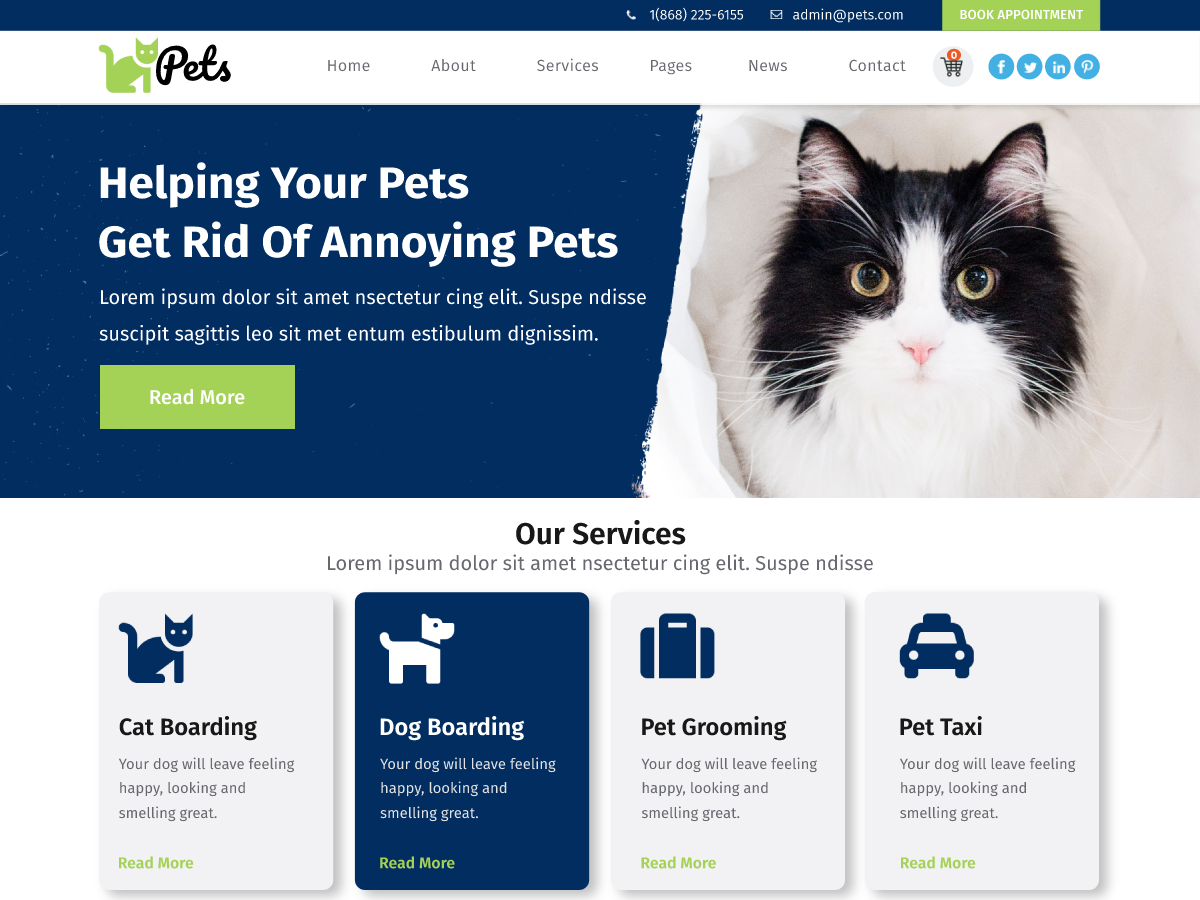 1(868) 225-6155 admin@pets.com BOOK APPOINTMENT
Pets
Home About Services Pages News Contact
0
Helping Your Pets
Get Rid Of Annoying Pets
Lorem ipsum dolor sit amet nsectetur cing elit. Suspe ndisse
suscipit sagittis leo sit met entum estibulum dignissim.
Read More
Our Services
Lorem ipsum dolor sit amet nsectetur cing elit. Suspe ndisse
Cat Boarding
Your dog will leave feeling
happy, looking and
smelling great.
Read More
Dog Boarding
Your dog will leave feeling
happy, looking and
smelling great.
Read More
Pet Grooming
Your dog will leave feeling
happy, looking and
smelling great.
Read More
Pet Taxi
Your dog will leave feeling
happy, looking and
smelling great.
Read More